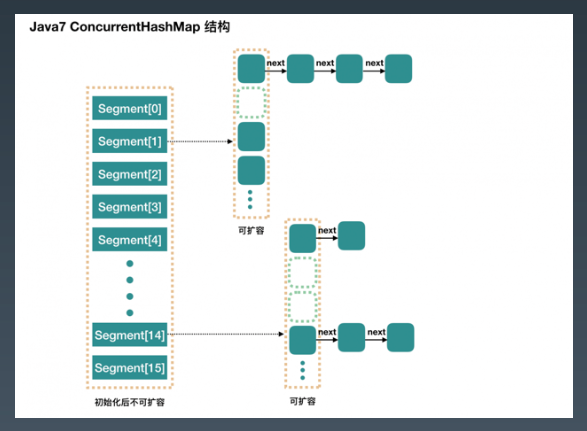 Java7 ConcurrentHashMap 结构
next
next
next
Segment[0]
Segment[1]
Segment[2]
Segment[3]
Segment[4]
可扩容
next
Segment[14]
next
next
Segment[15]
初始化后不可扩容
可扩容